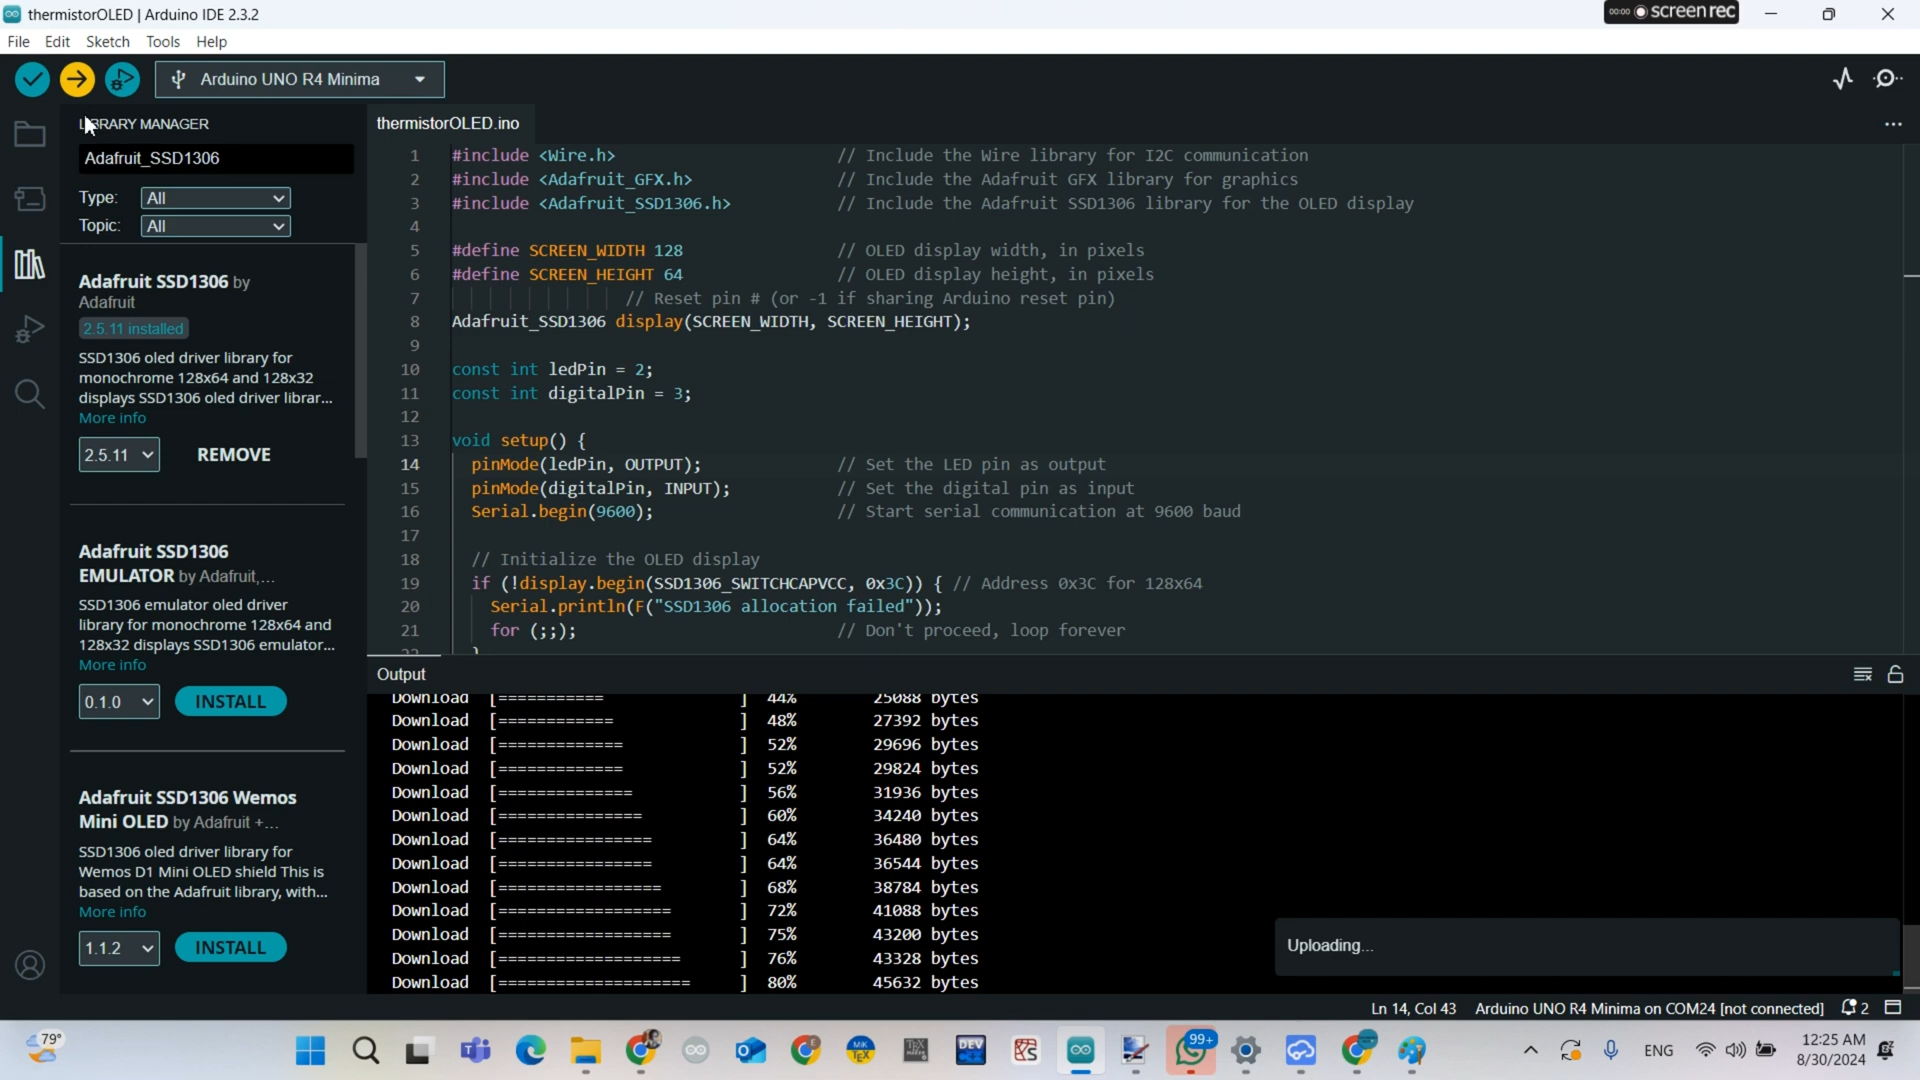 thermistorOLED | Arduino IDE 2.3.2
00:00 screenrec
File Edit Sketch Tools Help
Arduino UNO R4 Minima
LIBRARY MANAGER
Adafruit_SSD1306
Type: All
Topic: All
Adafruit SSD1306 by
Adafruit
2.5.11 installed
SSD1306 oled driver library for
monochrome 128x64 and 128x32
displays SSD1306 oled driver librar...
More info
2.5.11 REMOVE
Adafruit SSD1306
EMULATOR by Adafruit,...
SSD1306 emulator oled driver
library for monochrome 128x64 and
128x32 displays SSD1306 emulator...
More info
0.1.0 INSTALL
Adafruit SSD1306 Wemos
Mini OLED by Adafruit +...
SSD1306 oled driver library for
Wemos D1 Mini OLED shield This is
based on the Adafruit library, with...
More info
1.1.2 INSTALL
thermistorOLED.ino
1 #include <Wire.h> // Include the Wire library for I2C communication
2 #include <Adafruit_GFX.h> // Include the Adafruit GFX library for graphics
3 #include <Adafruit_SSD1306.h> // Include the Adafruit SSD1306 library for the OLED display
4
5 #define SCREEN_WIDTH 128 // OLED display width, in pixels
6 #define SCREEN_HEIGHT 64 // OLED display height, in pixels
7 // Reset pin # (or -1 if sharing Arduino reset pin)
8 Adafruit_SSD1306 display(SCREEN_WIDTH, SCREEN_HEIGHT);
9
10 const int ledPin = 2;
11 const int digitalPin = 3;
12
13 void setup() {
14 pinMode(ledPin, OUTPUT); // Set the LED pin as output
15 pinMode(digitalPin, INPUT); // Set the digital pin as input
16 Serial.begin(9600); // Start serial communication at 9600 baud
17
18 // Initialize the OLED display
19 if (!display.begin(SSD1306_SWITCHCAPVCC, 0x3C)) { // Address 0x3C for 128x64
20 Serial.println(F("SSD1306 allocation failed"));
21 for (;;); // Don't proceed, loop forever
22 }
Output
Download [=========== ] 44% 25088 bytes
Download [============ ] 48% 27392 bytes
Download [============= ] 52% 29696 bytes
Download [============= ] 52% 29824 bytes
Download [============== ] 56% 31936 bytes
Download [=============== ] 60% 34240 bytes
Download [================ ] 64% 36480 bytes
Download [================ ] 64% 36544 bytes
Download [================= ] 68% 38784 bytes
Download [================== ] 72% 41088 bytes
Download [================== ] 75% 43200 bytes
Download [=================== ] 76% 43328 bytes
Download [==================== ] 80% 45632 bytes
Uploading...
Ln 14, Col 43 Arduino UNO R4 Minima on COM24 [not connected] 2
79°
DEV
99+
ENG
12:25 AM
8/30/2024